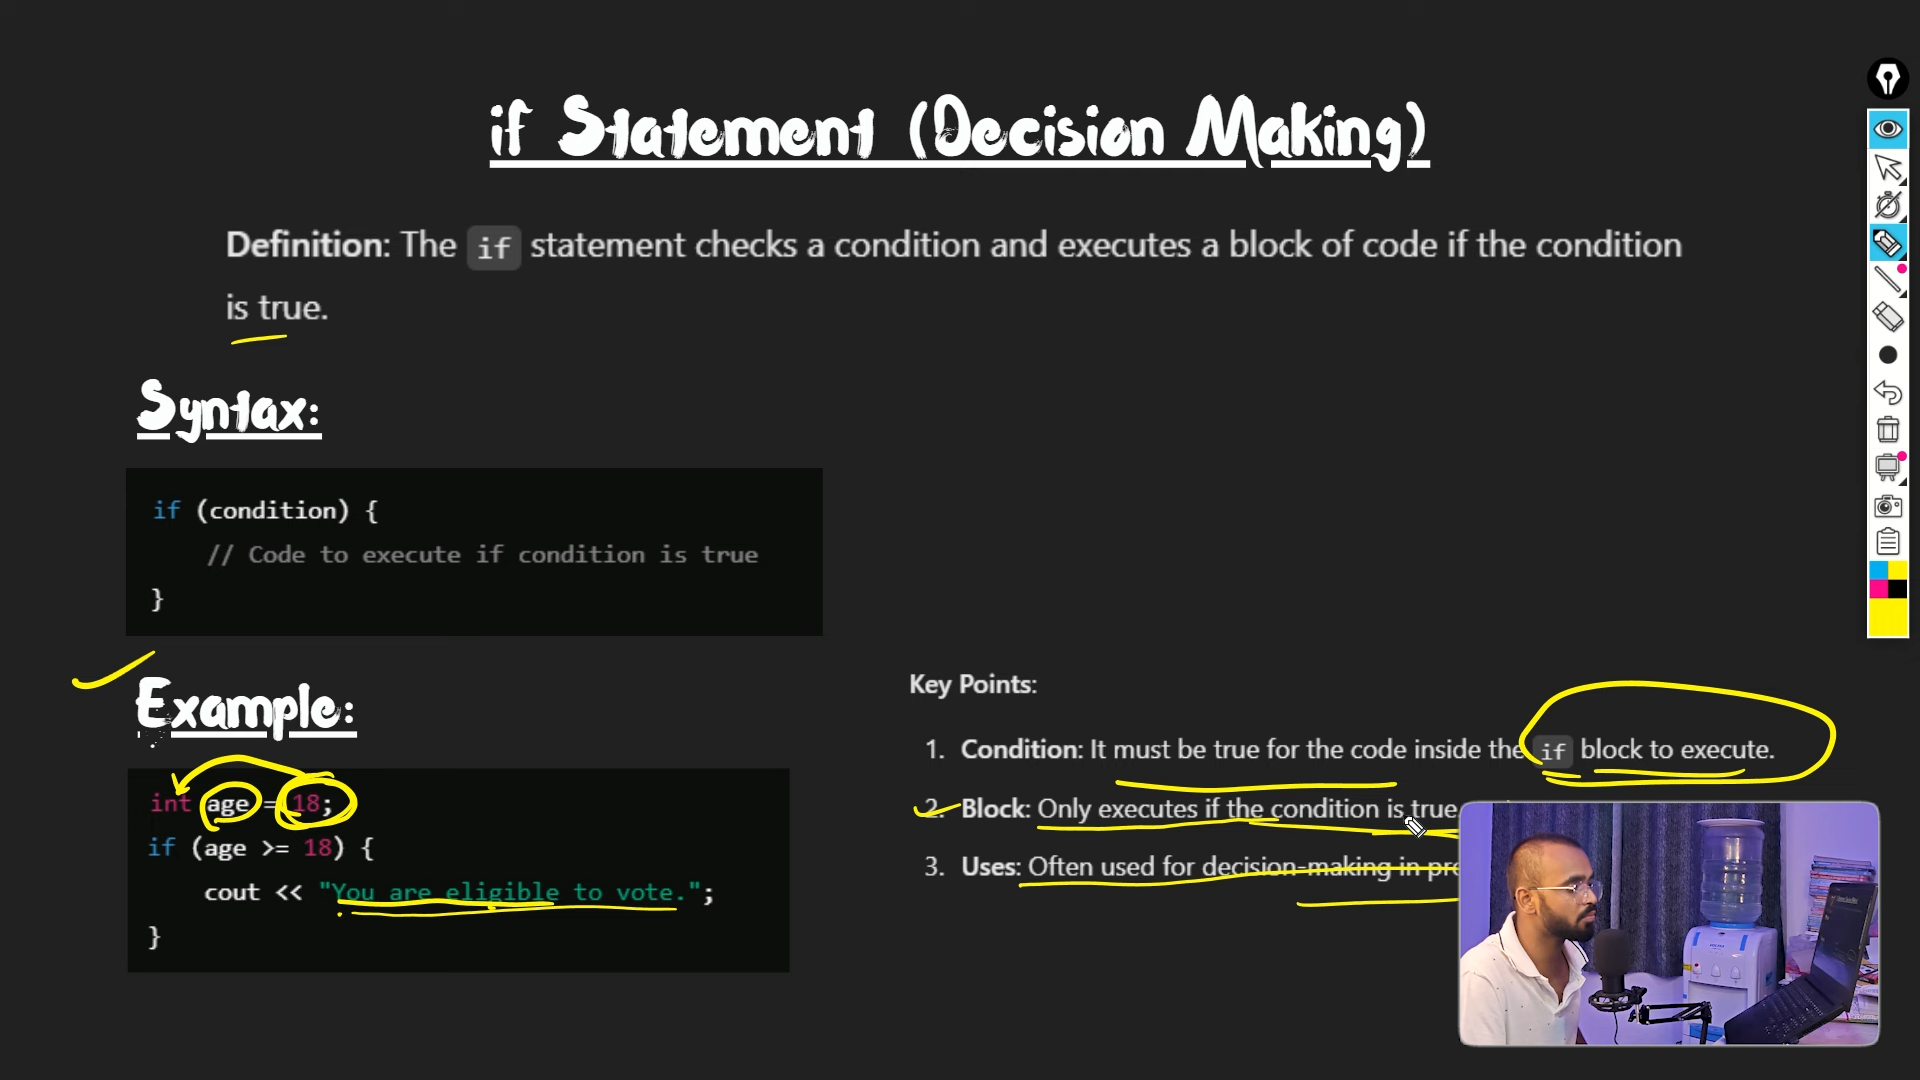 if Statement (Decision Making)
Definition: The if statement checks a condition and executes a block of code if the condition
is true.
Syntax:
if (condition) {
// Code to execute if condition is true
}
Example:
int age = 18;
if (age >= 18) {
cout << "You are eligible to vote.";
}
Key Points:
1. Condition: It must be true for the code inside the if block to execute.
2. Block: Only executes if the condition is true
3. Uses: Often used for decision-making in